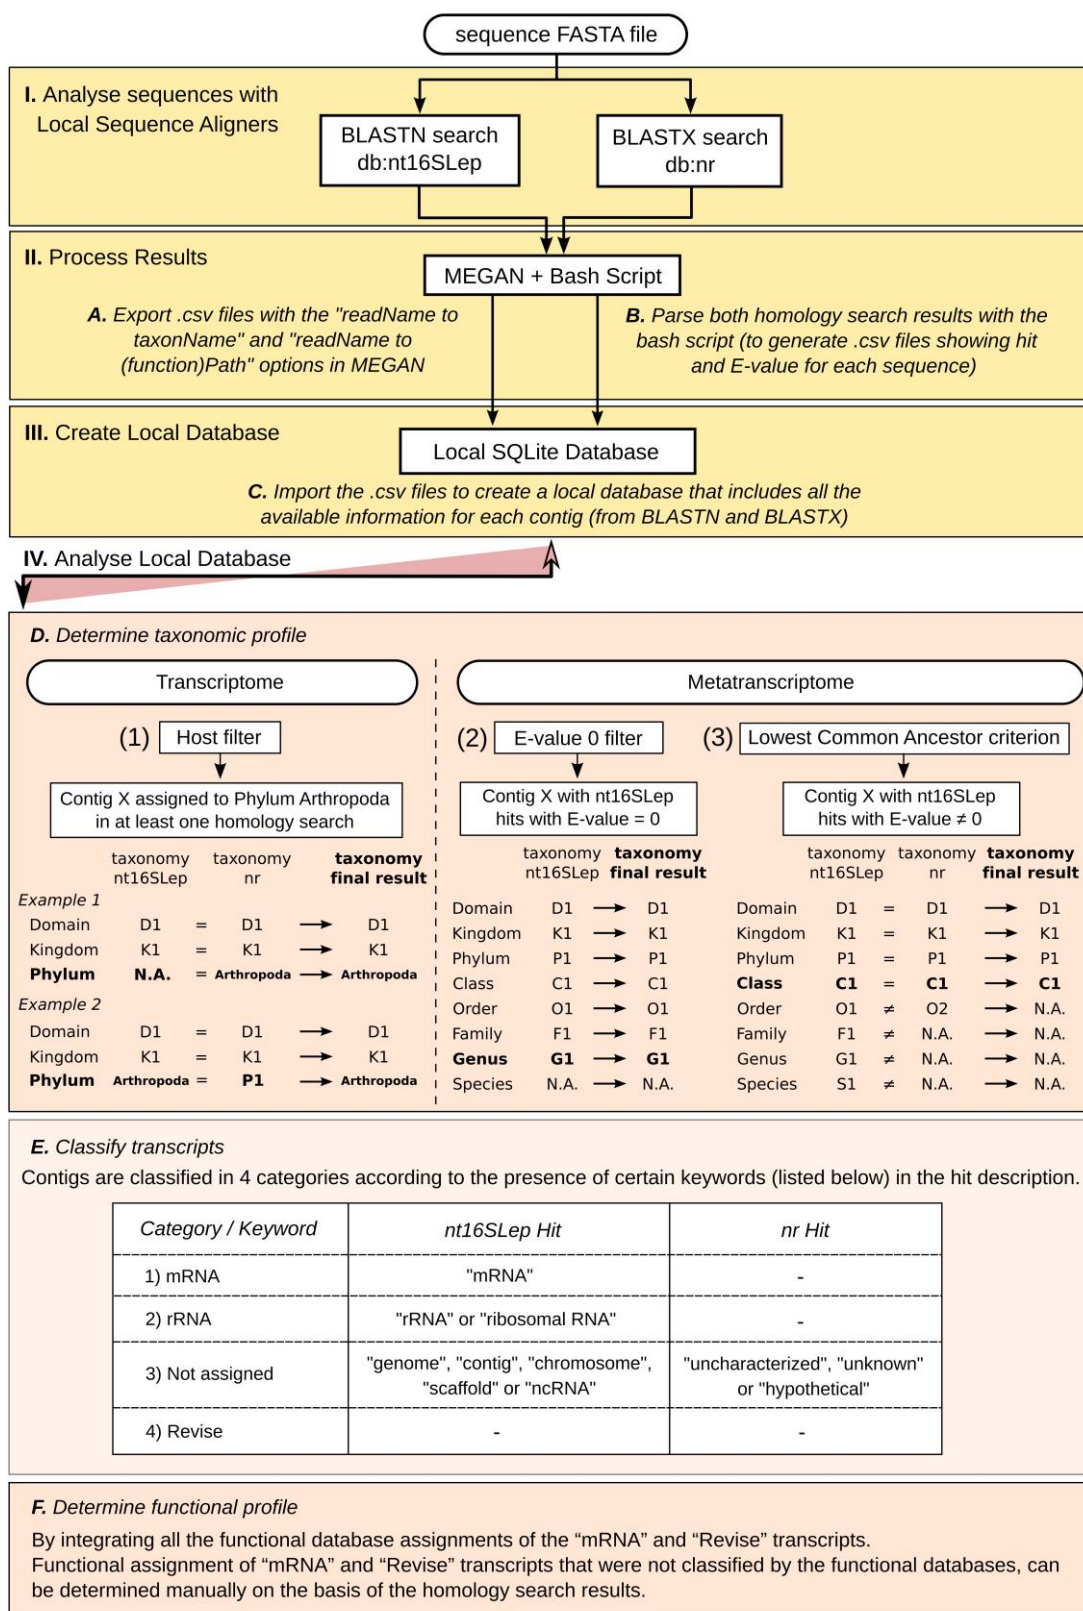 sequence FASTA file
I. Analyse sequences with
Local Sequence Aligners
BLASTN search
db:nt16SLep
BLASTX search
db:nr
II. Process Results
MEGAN + Bash Script
A. Export .csv files with the "readName to
taxonName" and "readName to
(function)Path" options in MEGAN
B. Parse both homology search results with the
bash script (to generate .csv files showing hit
and E-value for each sequence)
III. Create Local Database
Local SQLite Database
C. Import the .csv files to create a local database that includes all the
available information for each contig (from BLASTN and BLASTX)
IV. Analyse Local Database
D. Determine taxonomic profile
Transcriptome
(1) Host filter
Contig X assigned to Phylum Arthropoda
in at least one homology search
taxonomy taxonomy taxonomy
nt16SLep nr final result
Example 1
Domain D1 = D1 → D1
Kingdom K1 = K1 → K1
Phylum N.A. = Arthropoda → Arthropoda
Example 2
Domain D1 = D1 → D1
Kingdom K1 = K1 → K1
Phylum Arthropoda = P1 → Arthropoda
Metatranscriptome
(2) E-value 0 filter
Contig X with nt16SLep
hits with E-value = 0
taxonomy taxonomy
nt16SLep final result
Domain D1 → D1
Kingdom K1 → K1
Phylum P1 → P1
Class C1 → C1
Order O1 → O1
Family F1 → F1
Genus G1 → G1
Species N.A. → N.A.
(3) Lowest Common Ancestor criterion
Contig X with nt16SLep
hits with E-value ≠ 0
taxonomy taxonomy taxonomy
nt16SLep nr final result
Domain D1 = D1 → D1
Kingdom K1 = K1 → K1
Phylum P1 = P1 → P1
Class C1 = C1 → C1
Order O1 ≠ O2 → N.A.
Family F1 ≠ N.A. → N.A.
Genus G1 ≠ N.A. → N.A.
Species S1 ≠ N.A. → N.A.
E. Classify transcripts
Contigs are classified in 4 categories according to the presence of certain keywords (listed below) in the hit description.
Category / Keyword nt16SLep Hit nr Hit
1) mRNA "mRNA" -
2) rRNA "rRNA" or "ribosomal RNA" -
3) Not assigned "genome", "contig", "chromosome", "uncharacterized", "unknown"
"scaffold" or "ncRNA" or "hypothetical"
4) Revise - -
F. Determine functional profile
By integrating all the functional database assignments of the “mRNA” and “Revise” transcripts.
Functional assignment of “mRNA” and “Revise” transcripts that were not classified by the functional databases, can
be determined manually on the basis of the homology search results.